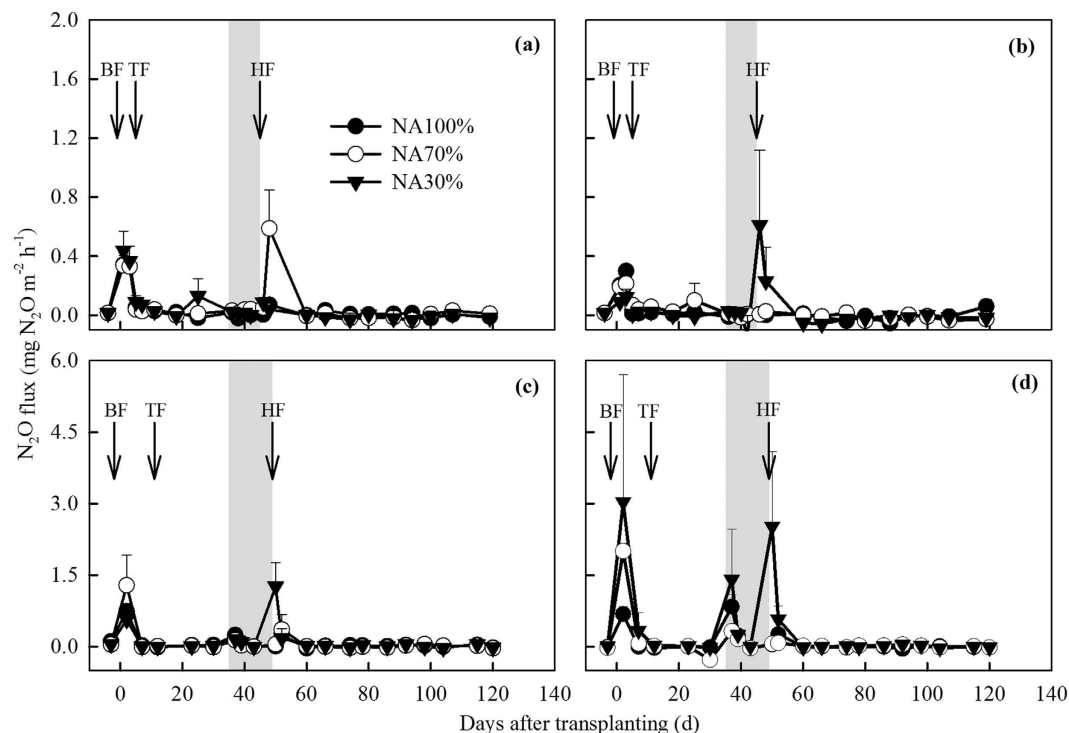 N₂O flux (mg N₂O m⁻² h⁻¹)
2.0
1.6
1.2
0.8
0.4
0.0
(a)
BF TF HF
NA100%
NA70%
NA30%
(b)
BF TF HF
6.0
4.5
3.0
1.5
0.0
(c)
BF TF HF
(d)
BF TF HF
0 20 40 60 80 100 120 140
0 20 40 60 80 100 120 140
Days after transplanting (d)